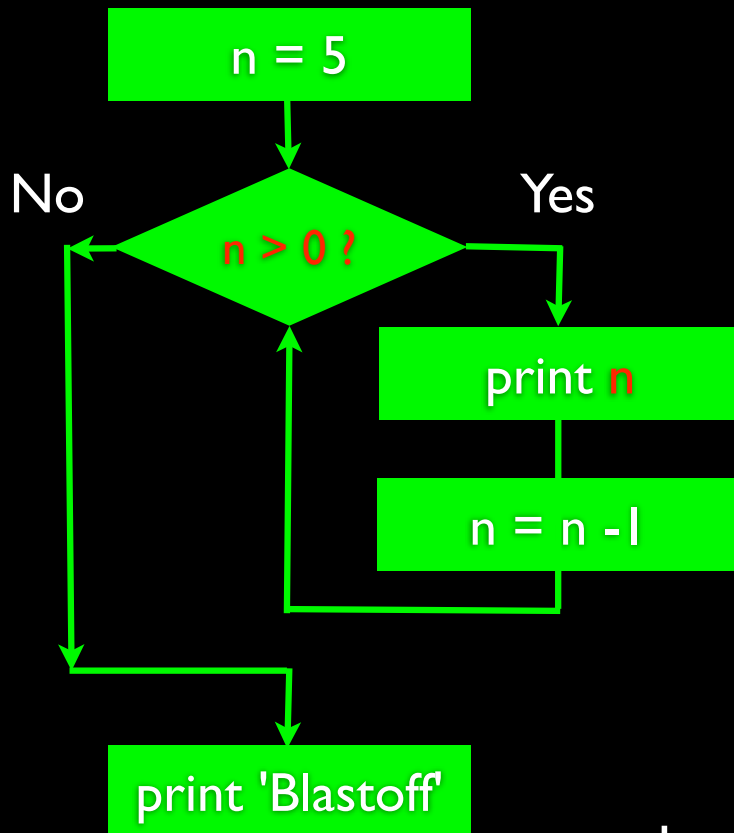 n = 5
No
Yes
n > 0 ?
print n
n = n -1
print 'Blastoff'